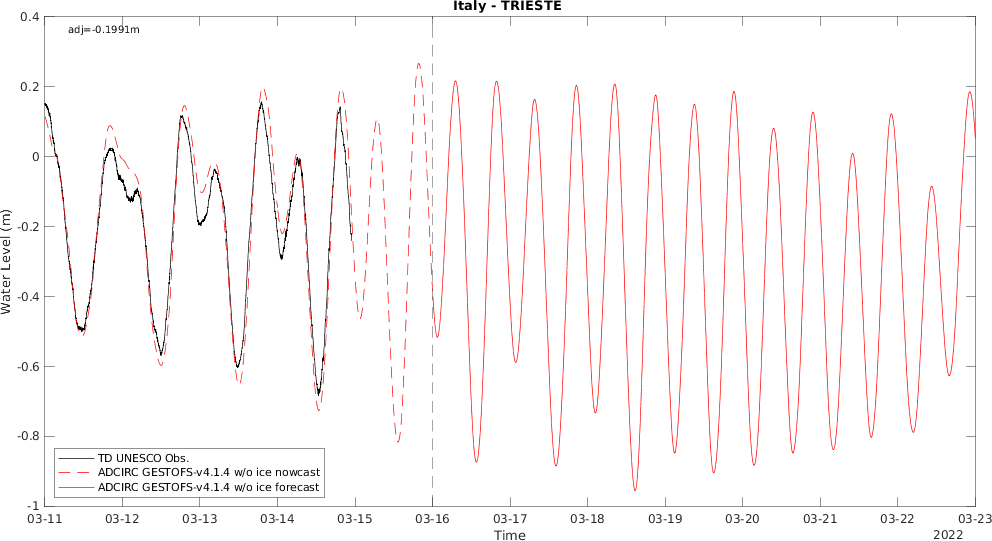 Italy - TRIESTE
adj=-0.1991m
0.4
0.2
0
-0.2
-0.4
-0.6
-0.8
-1
Water Level (m)
TD UNESCO Obs.
ADCIRC GESTOFS-v4.1.4 w/o ice nowcast
ADCIRC GESTOFS-v4.1.4 w/o ice forecast
03-11 03-12 03-13 03-14 03-15 03-16 03-17 03-18 03-19 03-20 03-21 03-22 03-23
Time
2022